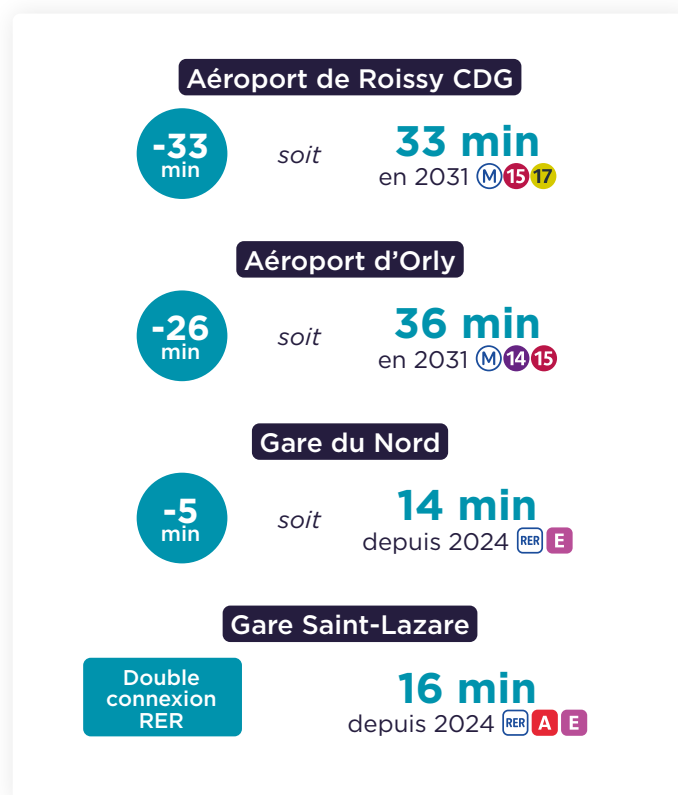 Aéroport de Roissy CDG
-33
min
soit
33 min
en 2031 M 15 17
Aéroport d'Orly
-26
min
soit
36 min
en 2031 M 14 15
Gare du Nord
-5
min
soit
14 min
depuis 2024 RER E
Gare Saint-Lazare
Double
connexion
RER
16 min
depuis 2024 RER A E